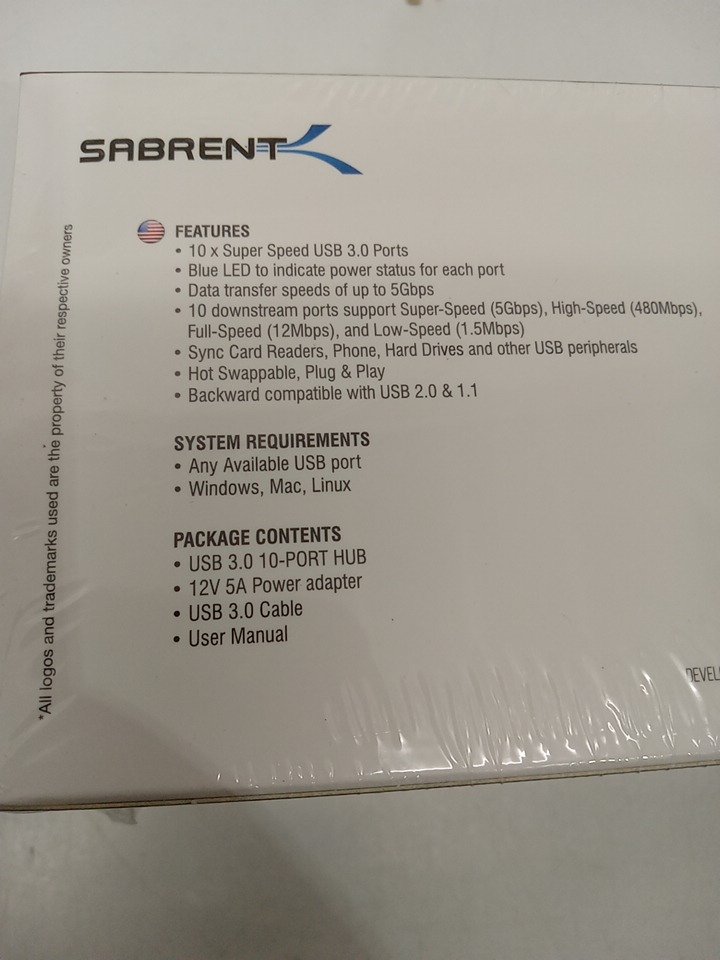 SABRENT
FEATURES
• 10 x Super Speed USB 3.0 Ports
• Blue LED to indicate power status for each port
• Data transfer speeds of up to 5Gbps
• 10 downstream ports support Super-Speed (5Gbps), High-Speed (480Mbps),
Full-Speed (12Mbps), and Low-Speed (1.5Mbps)
• Sync Card Readers, Phone, Hard Drives and other USB peripherals
• Hot Swappable, Plug & Play
• Backward compatible with USB 2.0 & 1.1
SYSTEM REQUIREMENTS
• Any Available USB port
• Windows, Mac, Linux
PACKAGE CONTENTS
• USB 3.0 10-PORT HUB
• 12V 5A Power adapter
• USB 3.0 Cable
• User Manual
*All logos and trademarks used are the property of their respective owners